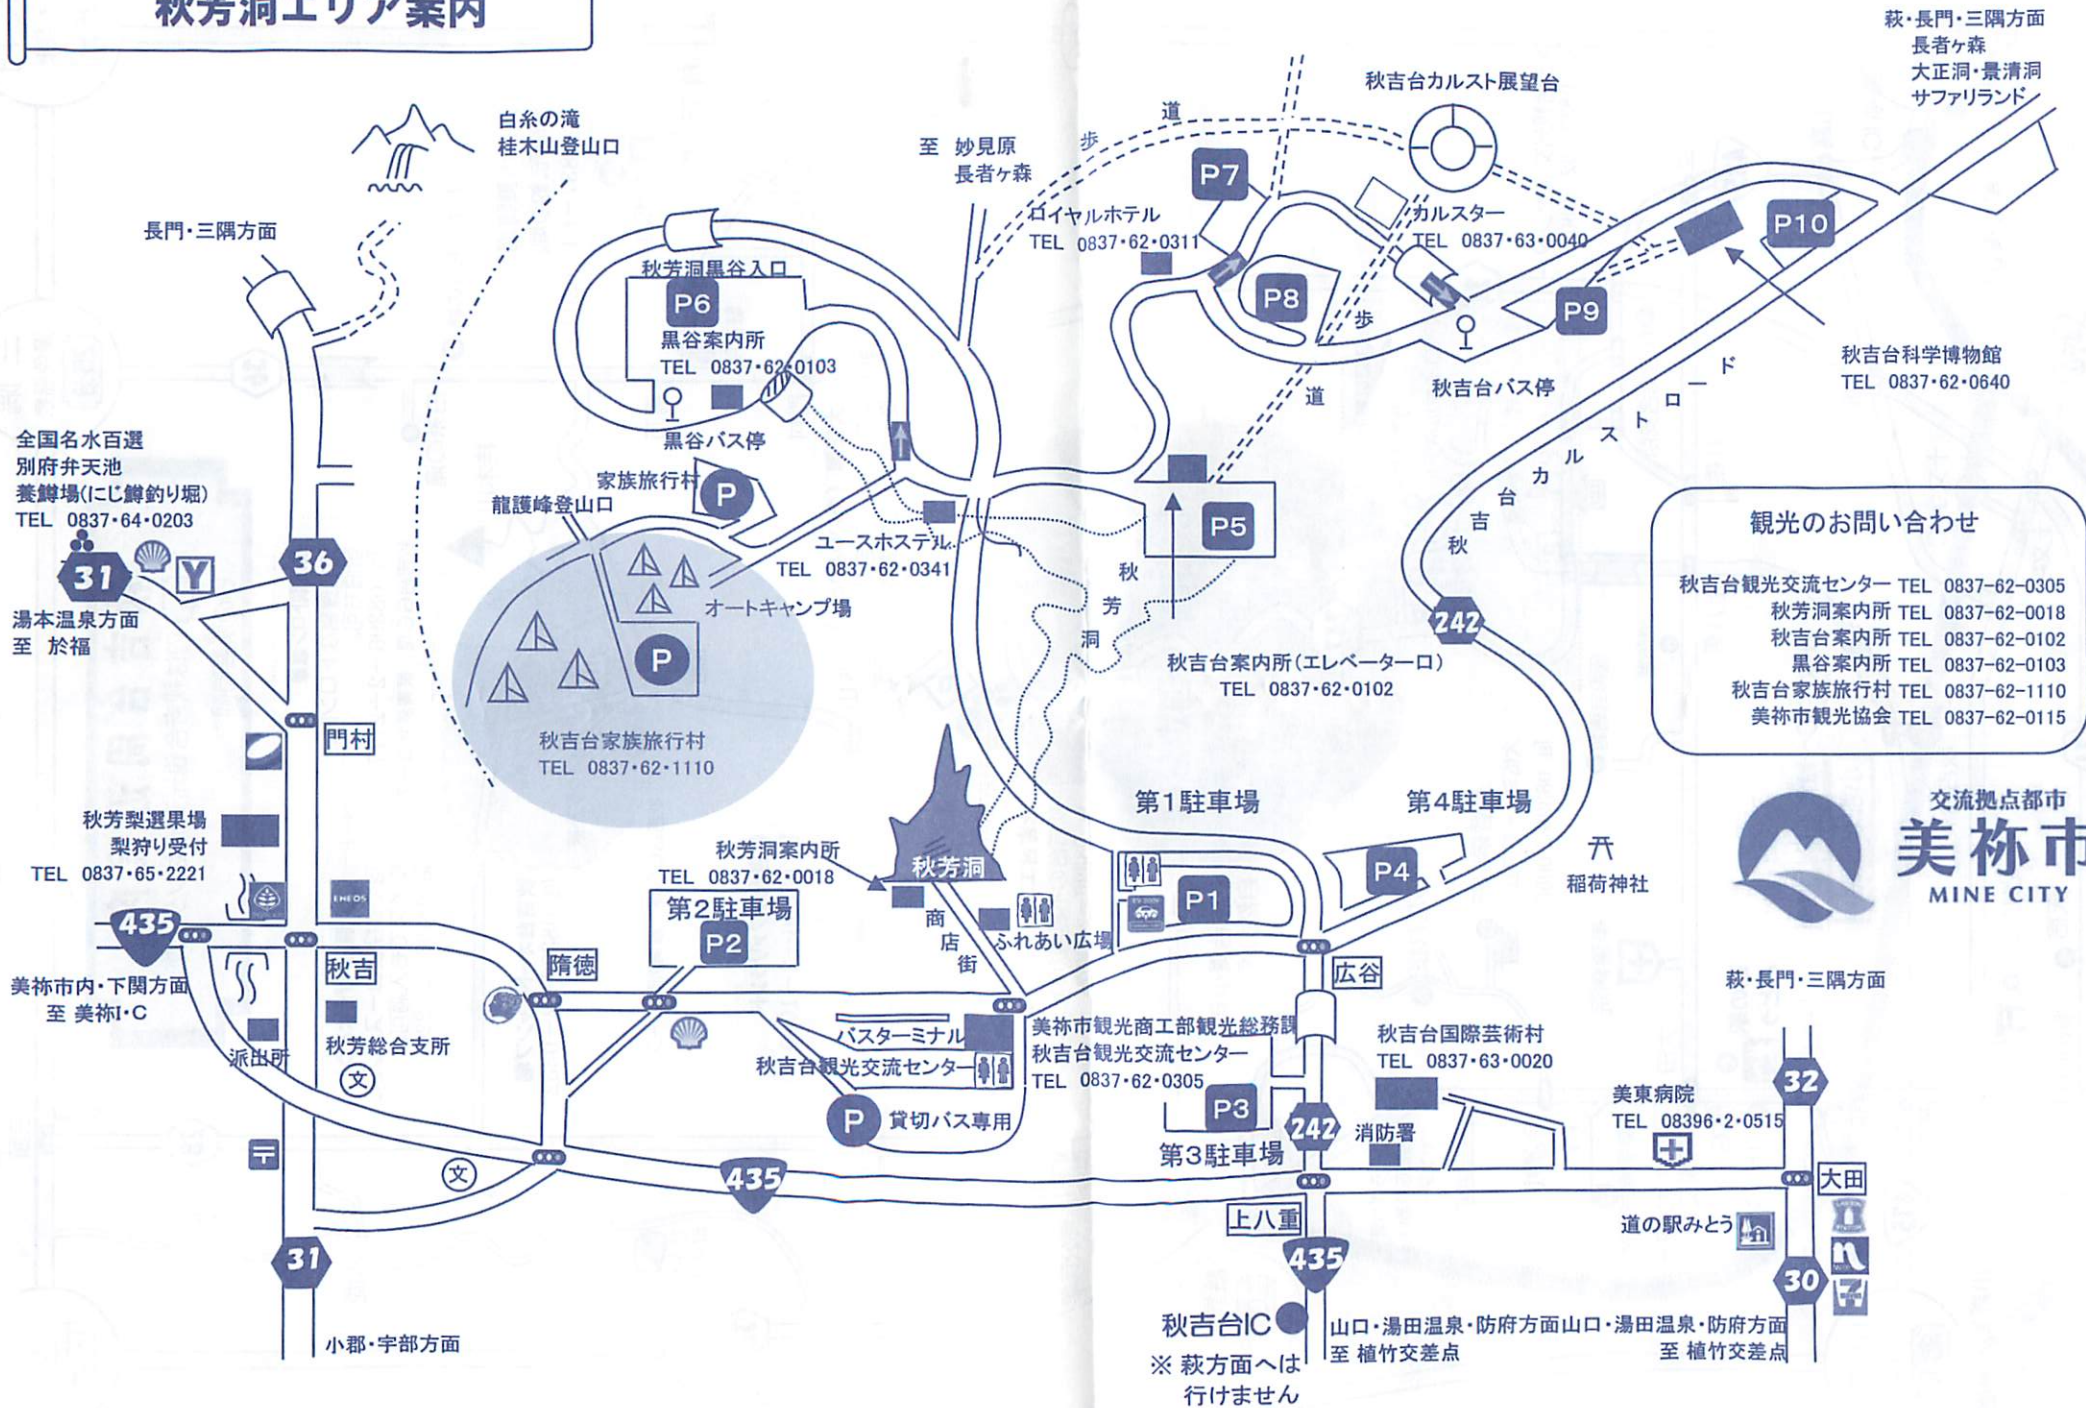 秋芳洞エリア案内
萩・長門・三隅方面
長者ヶ森
大正洞・景清洞
サファリランド
秋吉台カルスト展望台
白糸の滝
桂木山登山口
至 妙見原
長者ヶ森
歩道
P7
ロイヤルホテル
TEL 0837・62・0311
カルスター
TEL 0837・63・0040
P10
長門・三隅方面
秋芳洞黒谷入口
P6
黒谷案内所
TEL 0837・62・0103
黒谷バス停
P8
P9
歩道
秋吉台バス停
秋吉台科学博物館
TEL 0837・62・0640
秋吉台カルストロード
全国名水百選
別府弁天池
養鱒場(にじ鱒釣り堀)
TEL 0837・64・0203
31
Y
湯本温泉方面
至 於福
36
家族旅行村
P
龍護峰登山口
ユースホステル
TEL 0837・62・0341
オートキャンプ場
P
秋吉台家族旅行村
TEL 0837・62・1110
P5
秋芳洞
秋吉台案内所(エレベーター口)
TEL 0837・62・0102
242
観光のお問い合わせ
秋吉台観光交流センター TEL 0837-62-0305
秋芳洞案内所 TEL 0837-62-0018
秋吉台案内所 TEL 0837-62-0102
黒谷案内所 TEL 0837-62-0103
秋吉台家族旅行村 TEL 0837-62-1110
美祢市観光協会 TEL 0837-62-0115
交流拠点都市
美祢市
MINE CITY
門村
秋芳梨選果場
梨狩り受付
TEL 0837・65・2221
ENEOS
435
美祢市内・下関方面
至 美祢I・C
秋吉
派出所
秋芳総合支所
文
〒
文
31
小郡・宇部方面
隋徳
秋芳洞案内所
TEL 0837・62・0018
第2駐車場
P2
秋芳洞
商店街
ふれあい広場
第1駐車場
P1
第4駐車場
P4
稲荷神社
広谷
バスターミナル
秋吉台観光交流センター
美祢市観光商工部観光総務課
秋吉台観光交流センター
TEL 0837・62・0305
P
貸切バス専用
P3
第3駐車場
242
435
秋吉台国際芸術村
TEL 0837・63・0020
消防署
美東病院
TEL 08396・2・0515
萩・長門・三隅方面
32
大田
道の駅みとう
30
7
上八重
435
秋吉台IC
※ 萩方面へは
行けません
山口・湯田温泉・防府方面
至 植竹交差点
山口・湯田温泉・防府方面
至 植竹交差点